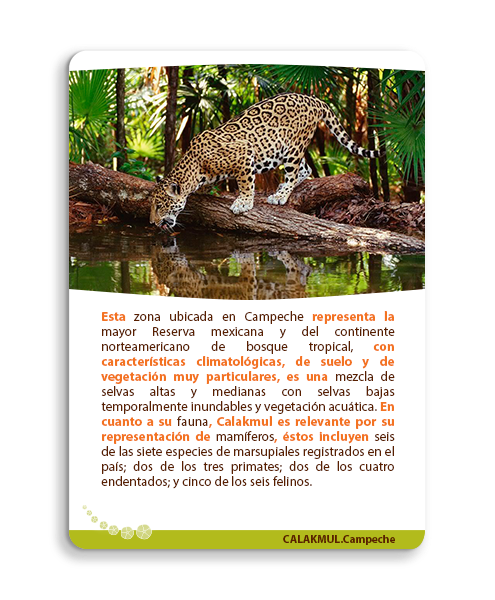 Esta zona ubicada en Campeche representa la
mayor Reserva mexicana y del continente
norteamericano de bosque tropical, con
características climatológicas, de suelo y de
vegetación muy particulares, es una mezcla de
selvas altas y medianas con selvas bajas
temporalmente inundables y vegetación acuática. En
cuanto a su fauna, Calakmul es relevante por su
representación de mamíferos, éstos incluyen seis
de las siete especies de marsupiales registrados en el
país; dos de los tres primates; dos de los cuatro
endentados; y cinco de los seis felinos.
CALAKMUL.Campeche